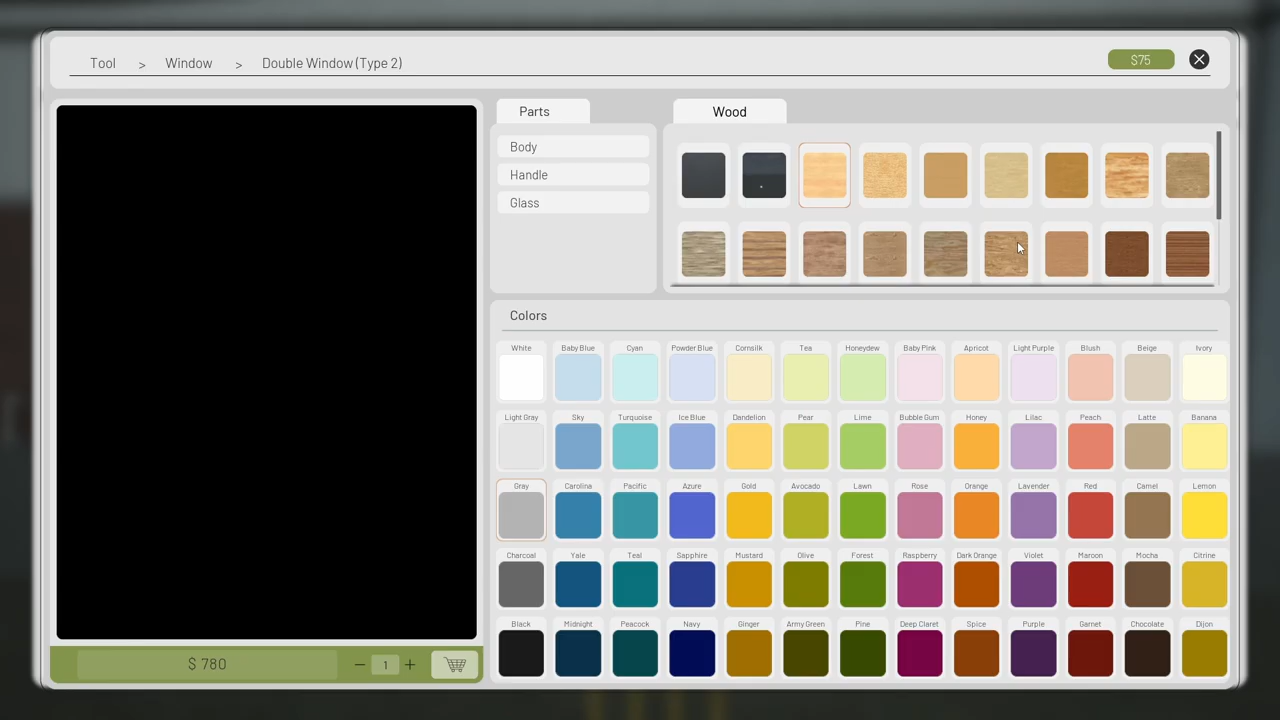 Tool > Window > Double Window (Type 2)
$75
Parts
Wood
Body
Handle
Glass
Colors
White Baby Blue Cyan Powder Blue Cornsilk Tea Honeydew Baby Pink Apricot Light Purple Blush Beige Ivory
Light Gray Sky Turquoise Ice Blue Dandelion Pear Lime Bubble Gum Honey Lilac Peach Latte Banana
Gray Carolina Pacific Azure Gold Avocado Lawn Rose Orange Lavender Red Camel Lemon
Charcoal Yale Teal Sapphire Mustard Olive Forest Raspberry Dark Orange Violet Maroon Mocha Citrine
Black Midnight Peacock Navy Ginger Army Green Pine Deep Claret Spice Purple Garnet Chocolate Dijon
$ 780
− 1 +